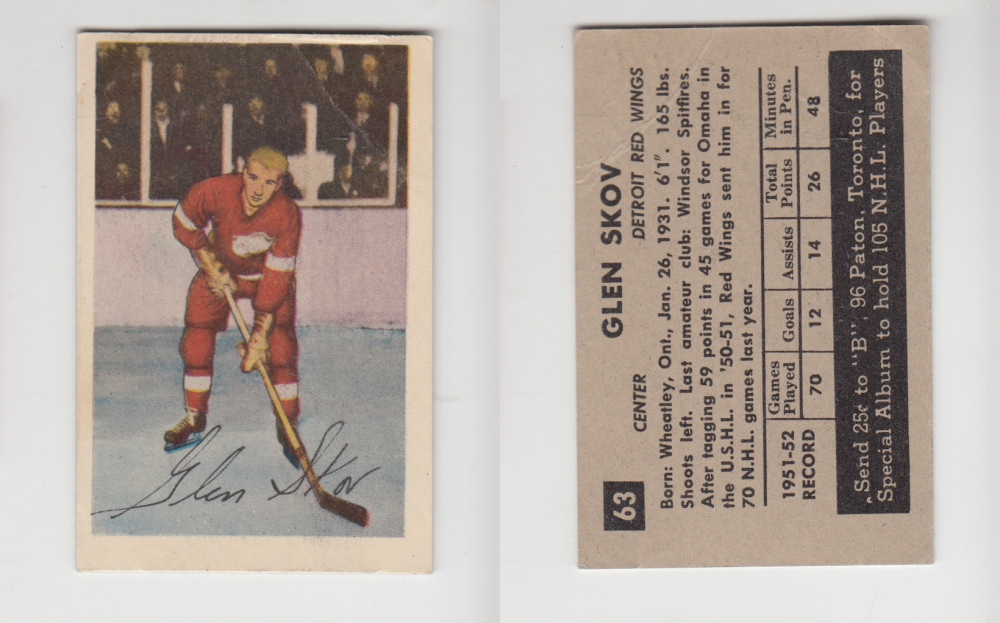 Glen Skov
63
CENTER
GLEN SKOV
DETROIT RED WINGS
Born: Wheatley, Ont., Jan. 26, 1931. 6'1". 165 lbs.
Shoots left. Last amateur club: Windsor Spitfires.
After tagging 59 points in 45 games for Omaha in
the U.S.H.L. in '50-51, Red Wings sent him in for
70 N.H.L. games last year.
1951-52 RECORD
Games Played Goals Assists Total Points Minutes in Pen.
70 12 14 26 48
Send 25¢ to "B", 96 Paton, Toronto, for
Special Album to hold 105 N.H.L. Players